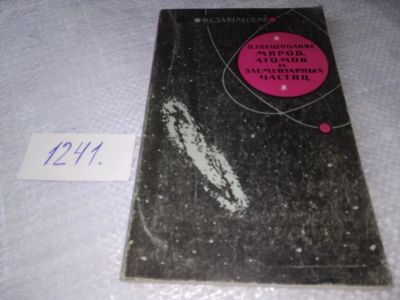 Ф.С.ЗАВЕЛЬСКИЙ
ВЗВЕШИВАНИЕ
МИРОВ,
АТОМОВ
И
ЭЛЕМЕНТАРНЫХ
ЧАСТИЦ
1241.